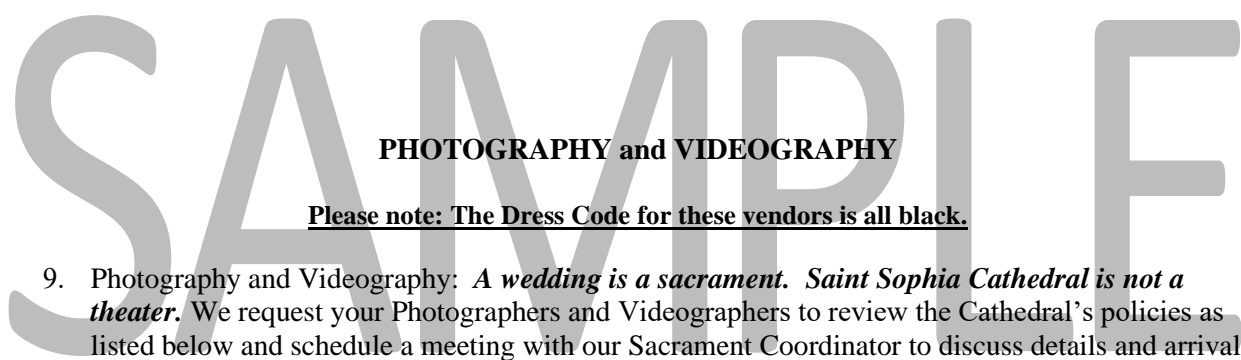 SAMPLE
PHOTOGRAPHY and VIDEOGRAPHY
Please note: The Dress Code for these vendors is all black.
9. Photography and Videography: A wedding is a sacrament. Saint Sophia Cathedral is not a
theater. We request your Photographers and Videographers to review the Cathedral’s policies as
listed below and schedule a meeting with our Sacrament Coordinator to discuss details and arrival